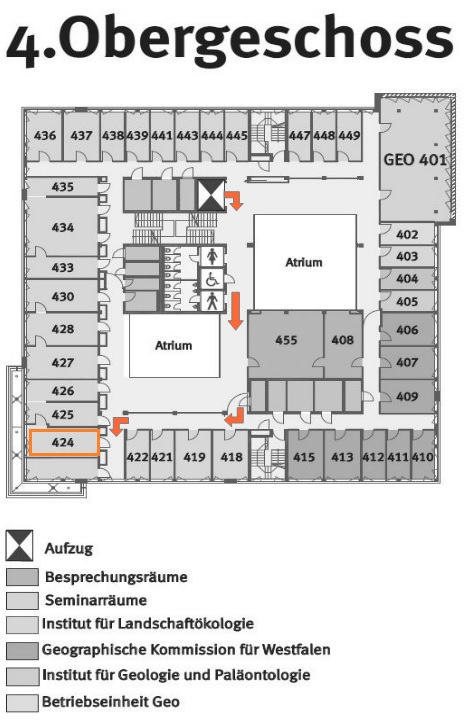 4.Obergeschoss
436 437 438 439 441 443 444 445 447 448 449
GEO 401
435
434
402
403
433
Atrium
404
430
405
428
406
455 408
Atrium
427
407
426
409
425
424
422 421 419 418 415 413 412 411 410
Aufzug
Besprechungsräume
Seminarräume
Institut für Landschaftökologie
Geographische Kommission für Westfalen
Institut für Geologie und Paläontologie
Betriebseinheit Geo